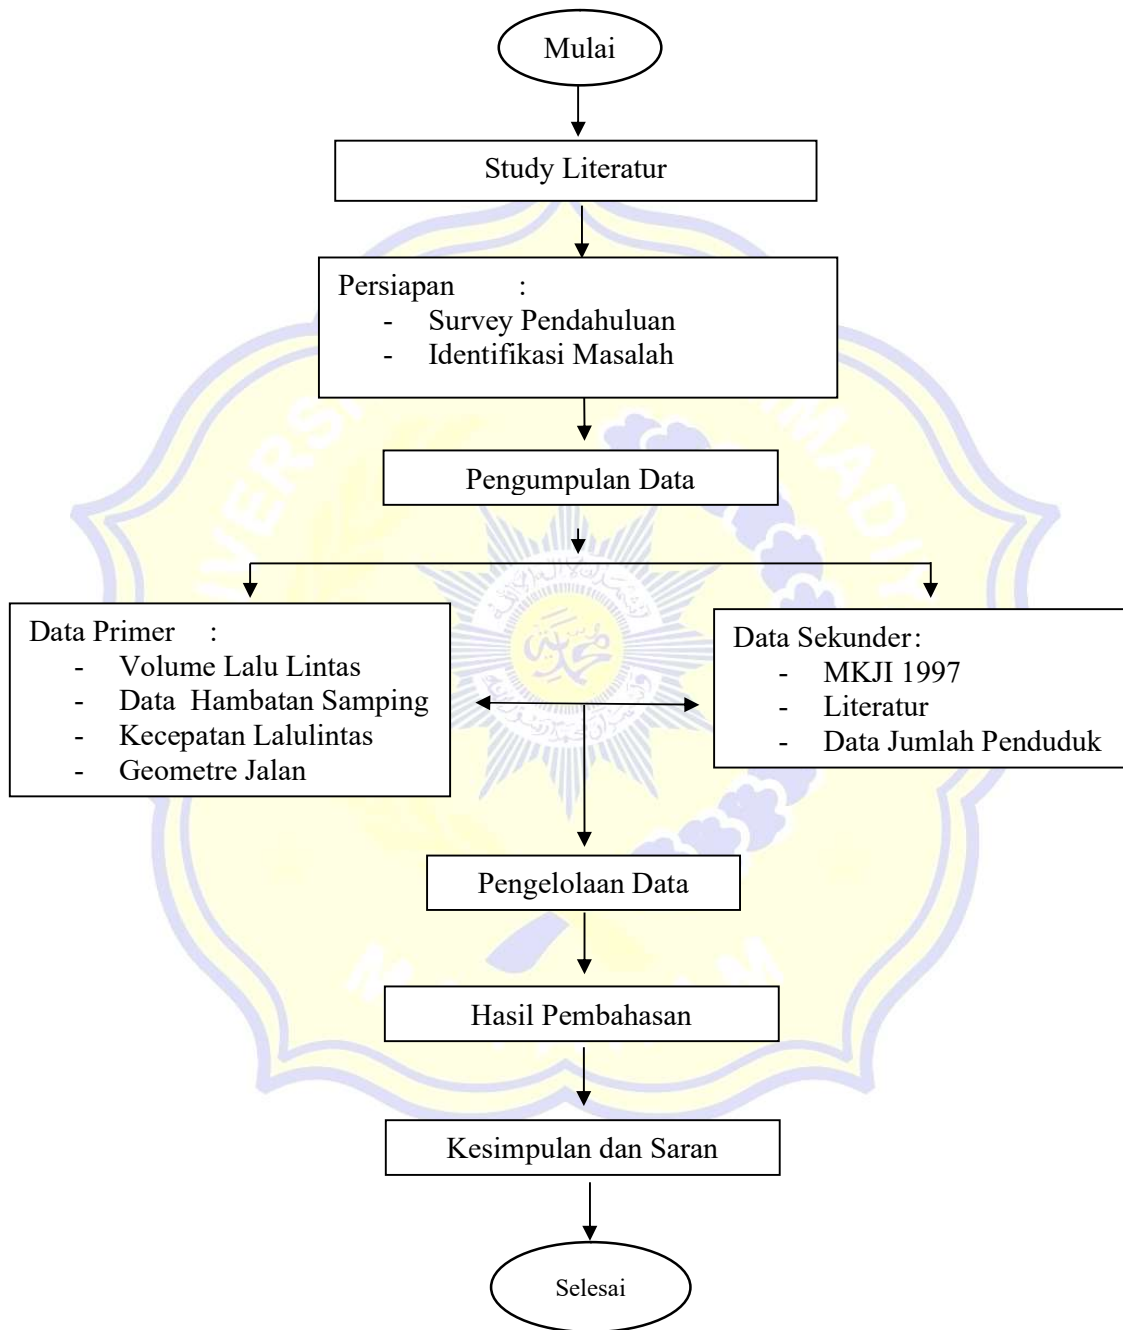 Mulai
Study Literatur
Persiapan :
- Survey Pendahuluan
- Identifikasi Masalah
Pengumpulan Data
Data Primer :
- Volume Lalu Lintas
- Data Hambatan Samping
- Kecepatan Lalulintas
- Geometre Jalan
Data Sekunder:
- MKJI 1997
- Literatur
- Data Jumlah Penduduk
Pengelolaan Data
Hasil Pembahasan
Kesimpulan dan Saran
Selesai